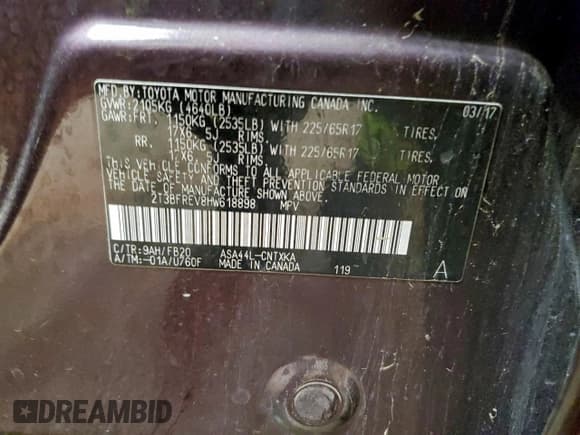 MFD.BY:TOYOTA MOTOR MANUFACTURING CANADA INC. 03/17
GVWR:2105KG (4640LB)
GAWR:FRT. 1150KG (2535LB) WITH 225/65R17 TIRES,
17X6. 5J RIMS,
RR. 1150KG (2535LB) WITH 225/65R17 TIRES,
17X6. 5J RIMS.
THIS VEHICLE CONFORMS TO ALL APPLICABLE FEDERAL MOTOR
VEHICLE SAFETY AND THEFT PREVENTION STANDARDS IN EFFECT ON
THE DATE OF MANUFACTURE SHOWN ABOVE.
2T3BFREV8HW618898 MPV
C/TR:9AH/FB20 ASA44L-CNTXKA
A/TM:-01A/U760F MADE IN CANADA 119 A
DREAMBID